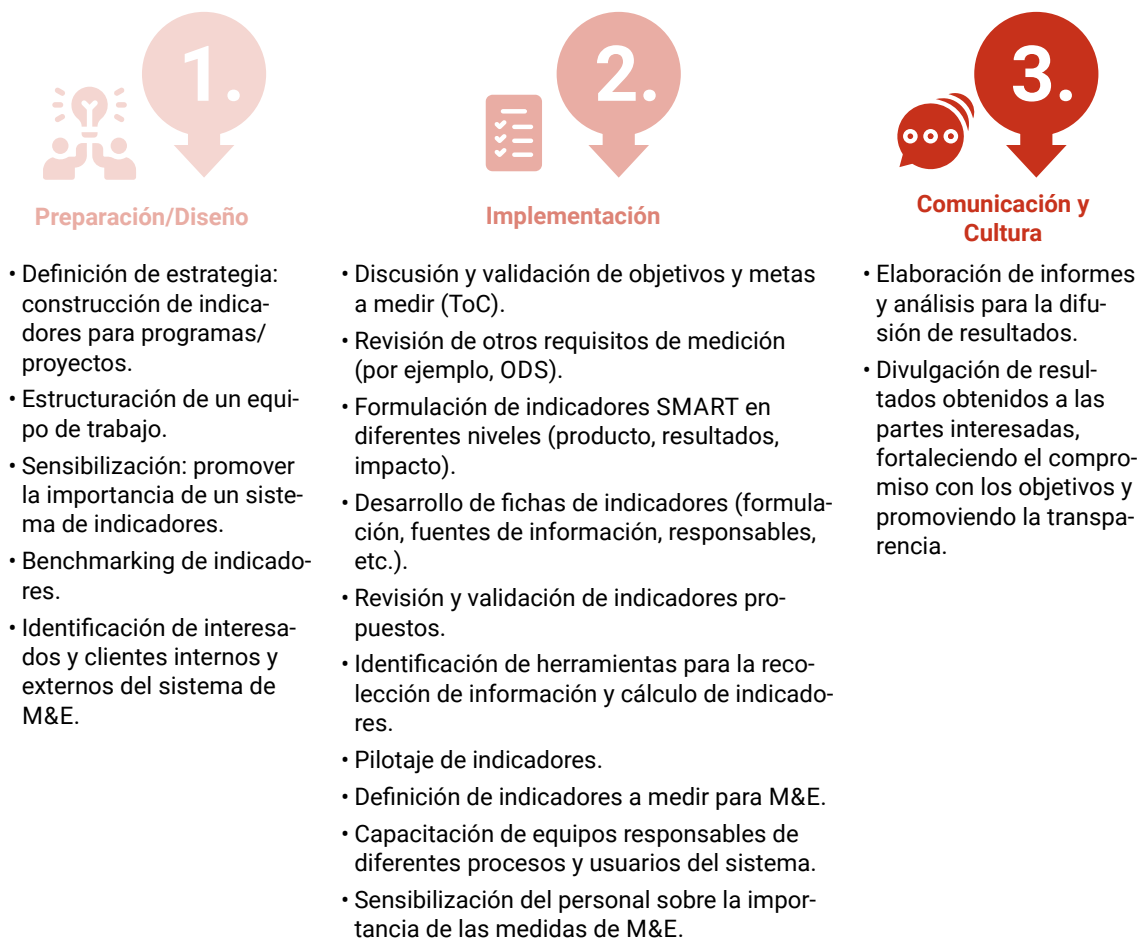 1.
Preparación/Diseño
• Definición de estrategia:
construcción de indica-
dores para programas/
proyectos.
• Estructuración de un equi-
po de trabajo.
• Sensibilización: promover
la importancia de un siste-
ma de indicadores.
• Benchmarking de indicado-
res.
• Identificación de interesa-
dos y clientes internos y
externos del sistema de
M&E.
2.
Implementación
• Discusión y validación de objetivos y metas
a medir (ToC).
• Revisión de otros requisitos de medición
(por ejemplo, ODS).
• Formulación de indicadores SMART en
diferentes niveles (producto, resultados,
impacto).
• Desarrollo de fichas de indicadores (formula-
ción, fuentes de información, responsables,
etc.).
• Revisión y validación de indicadores pro-
puestos.
• Identificación de herramientas para la reco-
lección de información y cálculo de indicado-
res.
• Pilotaje de indicadores.
• Definición de indicadores a medir para M&E.
• Capacitación de equipos responsables de
diferentes procesos y usuarios del sistema.
• Sensibilización del personal sobre la impor-
tancia de las medidas de M&E.
3.
Comunicación y
Cultura
• Elaboración de informes
y análisis para la difu-
sión de resultados.
• Divulgación de resul-
tados obtenidos a las
partes interesadas,
fortaleciendo el compro-
miso con los objetivos y
promoviendo la transpa-
rencia.